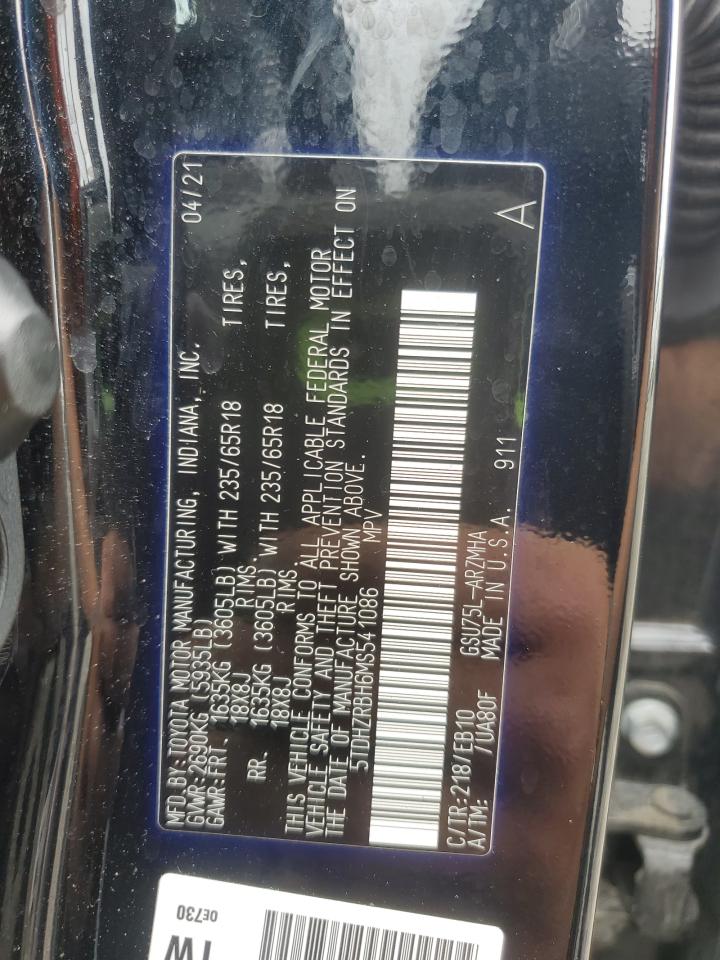 MFD.BY:TOYOTA MOTOR MANUFACTURING, INDIANA, INC. 04/21
GVWR:2690KG (5935LB)
GAWR:FRT. 1635KG (3605LB) WITH 235/65R18 TIRES,
18X8J RIMS,
RR. 1635KG (3605LB) WITH 235/65R18 TIRES,
18X8J RIMS
THIS VEHICLE CONFORMS TO ALL APPLICABLE FEDERAL MOTOR
VEHICLE SAFETY AND THEFT PREVENTION STANDARDS IN EFFECT ON
THE DATE OF MANUFACTURE SHOWN ABOVE.
5TDHZRBH6MS541086 MPV
C/TR:218/EB10 GSU75L-ARZMHA
A/TM: /UA80F MADE IN U.S.A. 911 A
0E730
TW